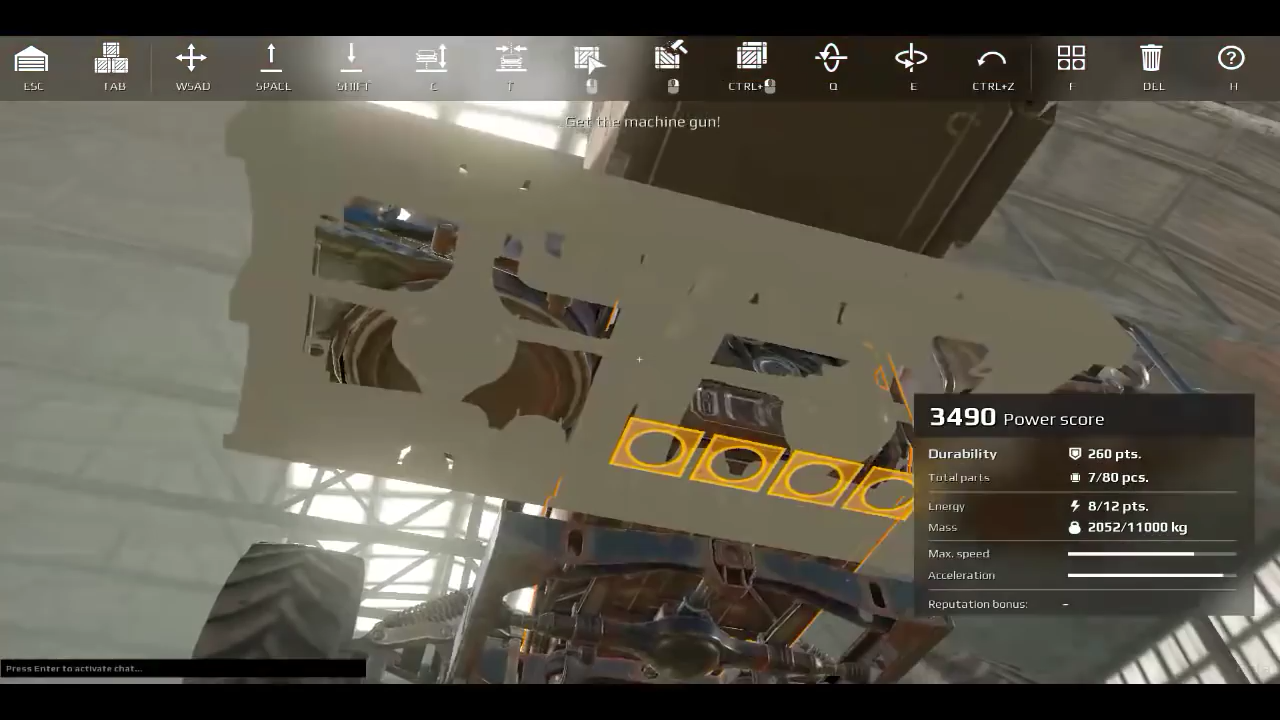 ESC TAB WSAD SPACE SHIFT C T CTRL+ Q E CTRL+Z F DEL H
Get the machine gun!
3490 Power score
Durability 260 pts.
Total parts 7/80 pcs.
Energy 8/12 pts.
Mass 2052/11000 kg
Max. speed
Acceleration
Reputation bonus: –
Press Enter to activate chat...